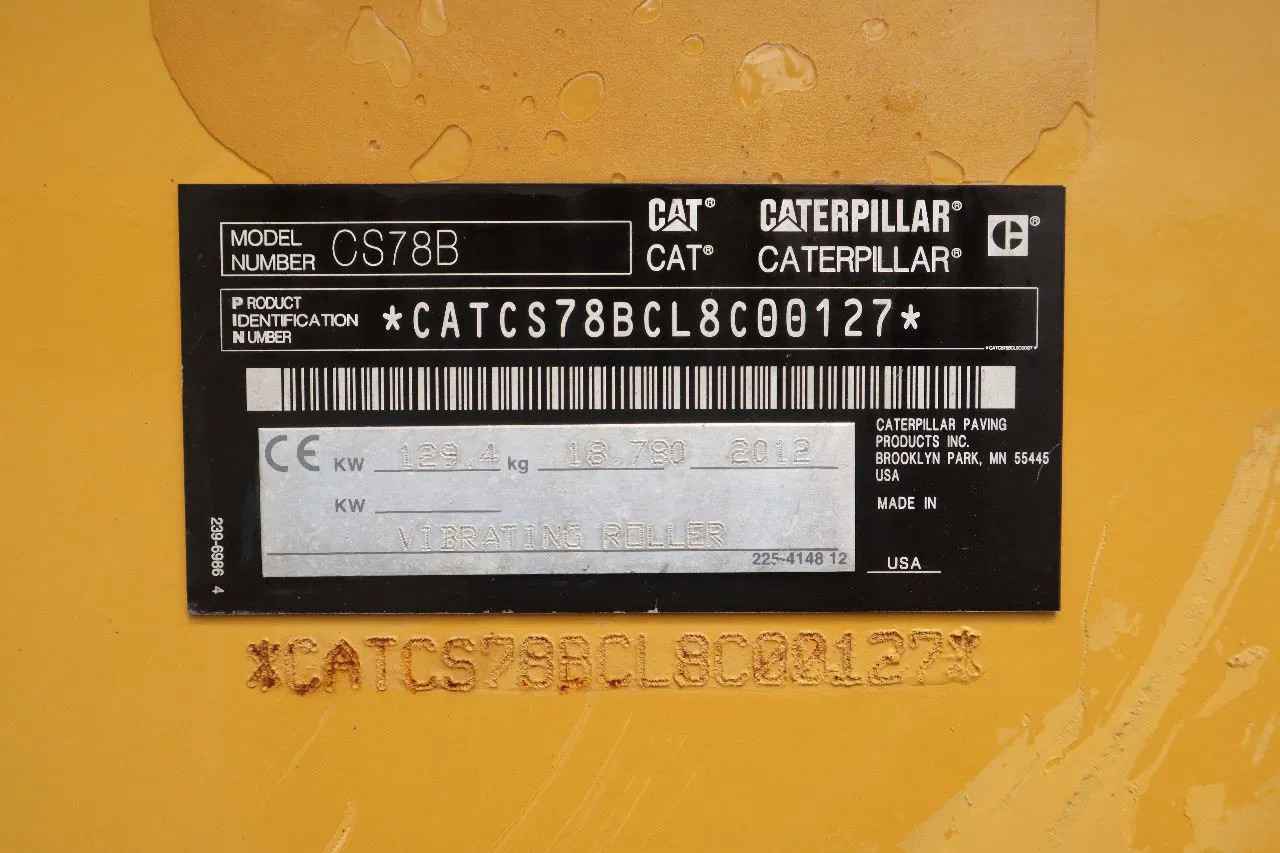 CAT® CATERPILLAR®
MODEL NUMBER CS78B
CAT® CATERPILLAR®
PRODUCT IDENTIFICATION NUMBER *CATCS78BCL8C00127*
CE KW 129.4 kg 18.780 2012
KW
VIBRATING ROLLER
225-4148 12
CATERPILLAR PAVING
PRODUCTS INC.
BROOKLYN PARK, MN 55445
USA
MADE IN
USA
239-6986 4
*CATCS78BCL8C00127*